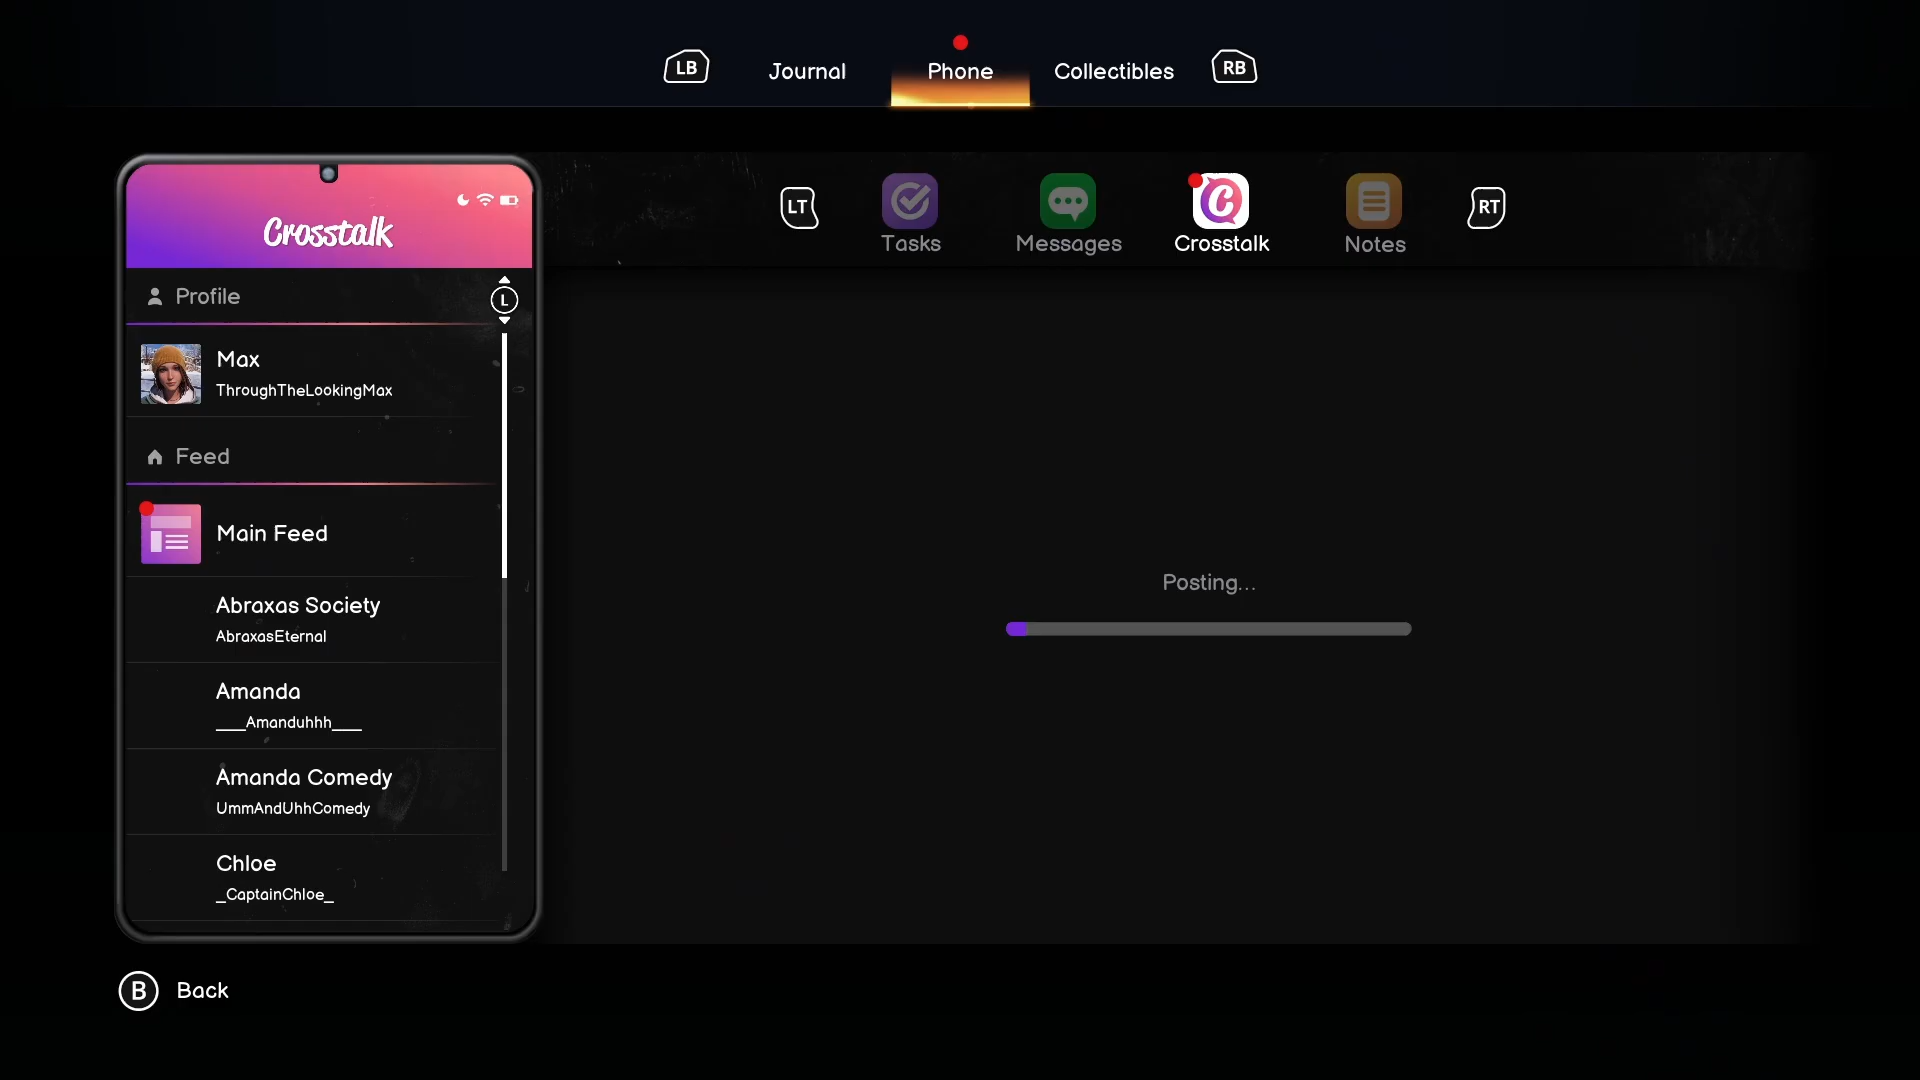 LB
Journal
Phone
Collectibles
RB
Crosstalk
LT
Tasks
Messages
Crosstalk
Notes
RT
Profile
L
Max
ThroughTheLookingMax
Feed
Main Feed
Abraxas Society
AbraxasEternal
Amanda
___Amanduhhh___
Amanda Comedy
UmmAndUhhComedy
Chloe
_CaptainChloe_
Posting...
B Back